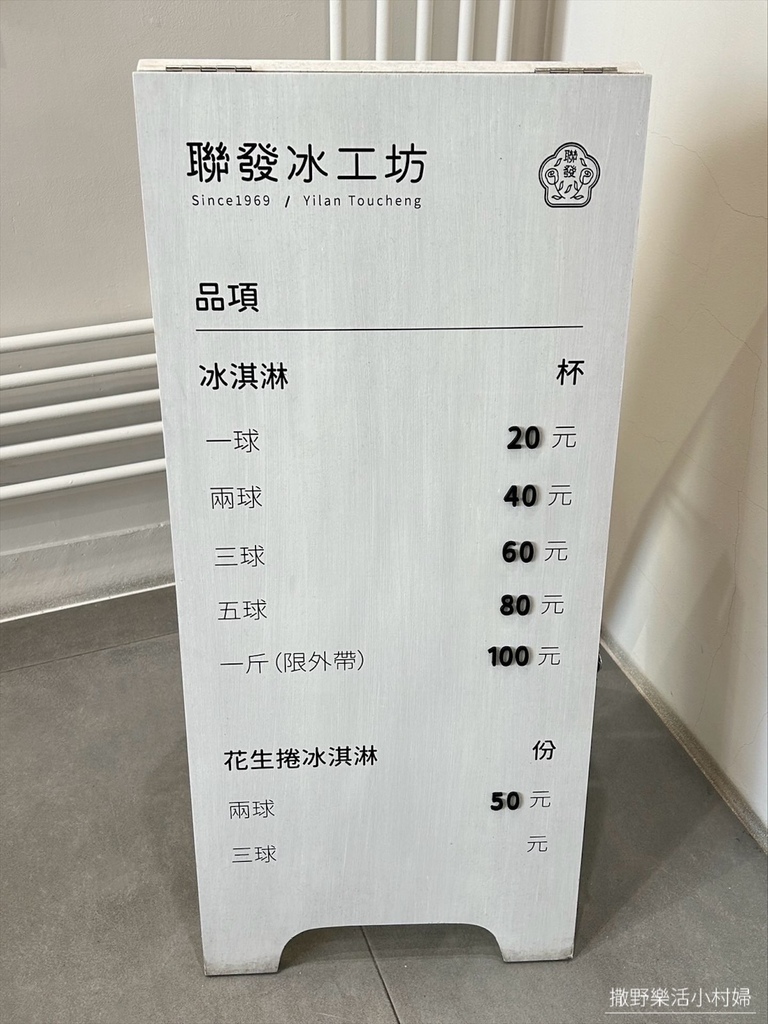 聯發冰工坊
Since1969 / Yilan Toucheng
聯發
品項
冰淇淋 杯
一球 20 元
兩球 40 元
三球 60 元
五球 80 元
一斤(限外帶) 100 元
花生捲冰淇淋 份
兩球 50 元
三球 元
撒野樂活小村婦